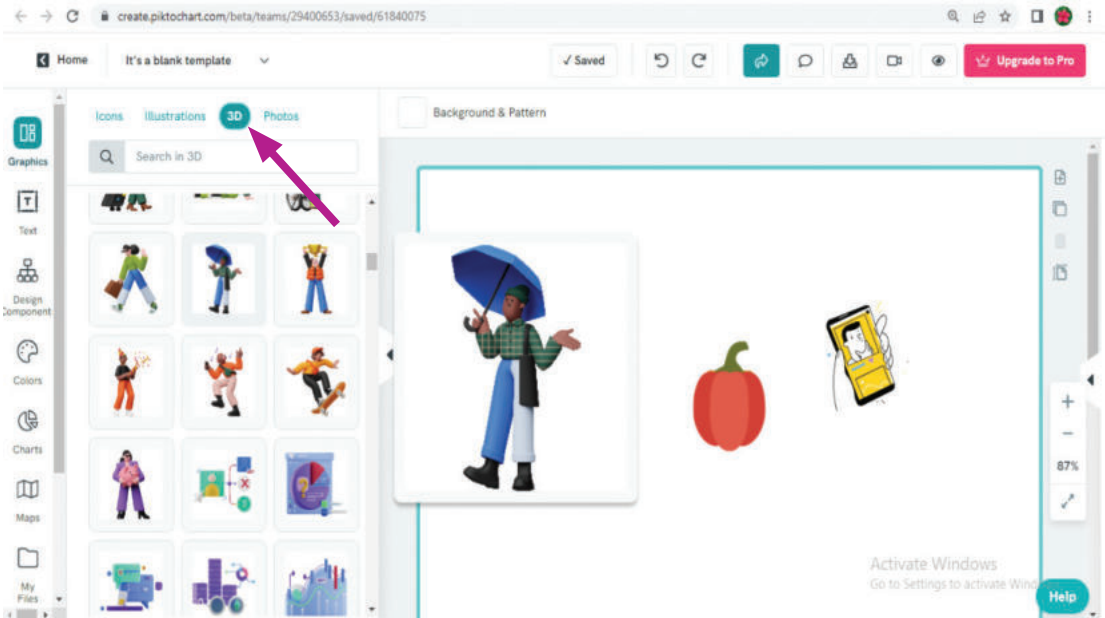 create.piktochart.com/beta/teams/29400653/saved/61840075
Home
It's a blank template
✓ Saved
Upgrade to Pro
Graphics
Text
Design
Component
Colors
Charts
Maps
My
Files
Icons Illustrations 3D Photos
Search in 3D
Background & Pattern
87%
Activate Windows
Go to Settings to activate Wind
Help